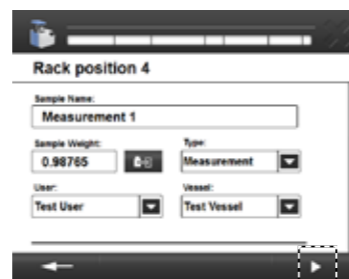 Rack position 4
Sample Name:
Measurement 1
Sample Weight: Type:
0.98765 Measurement
User: Vessel:
Test User Test Vessel